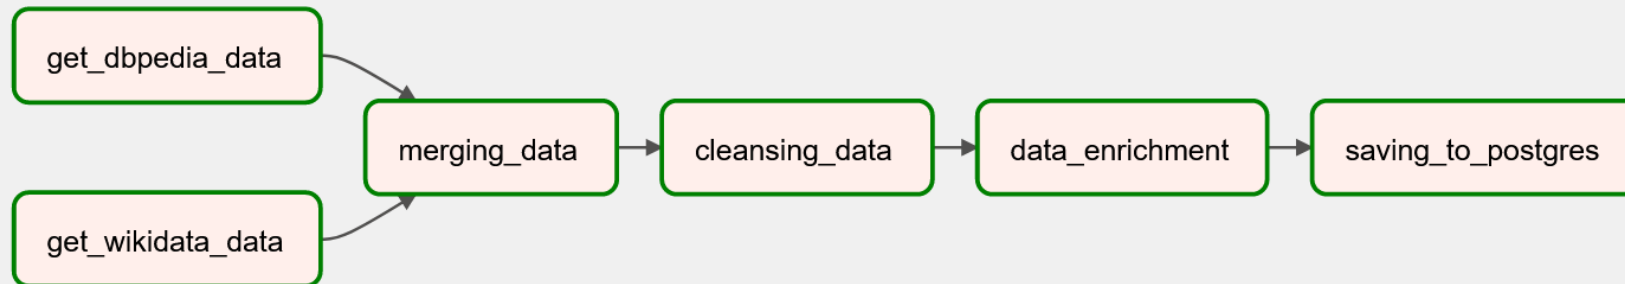 get_dbpedia_data
get_wikidata_data
merging_data
cleansing_data
data_enrichment
saving_to_postgres